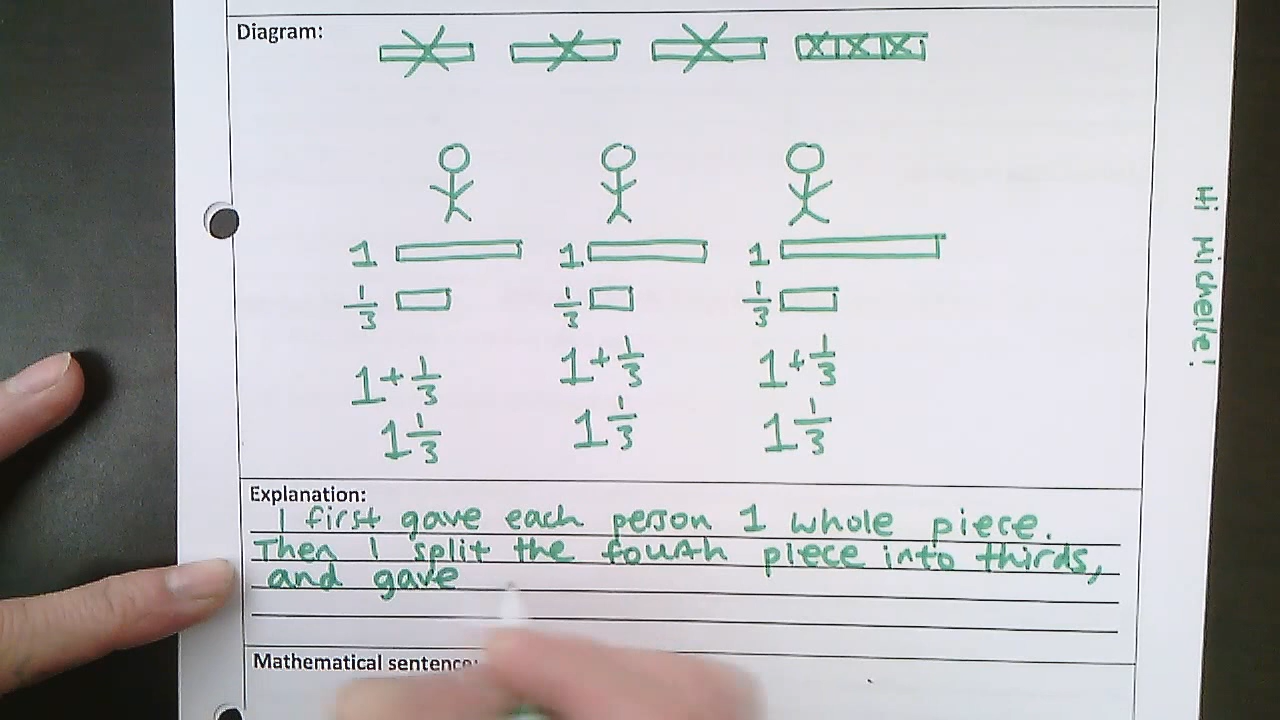 Diagram:
1 1 1
1/3 1/3 1/3
1 + 1/3 1 + 1/3 1 + 1/3
1 1/3 1 1/3 1 1/3
Explanation:
I first gave each person 1 whole piece.
Then I split the fourth piece into thirds,
and gave
Mathematical sentence:
Hi Michelle!